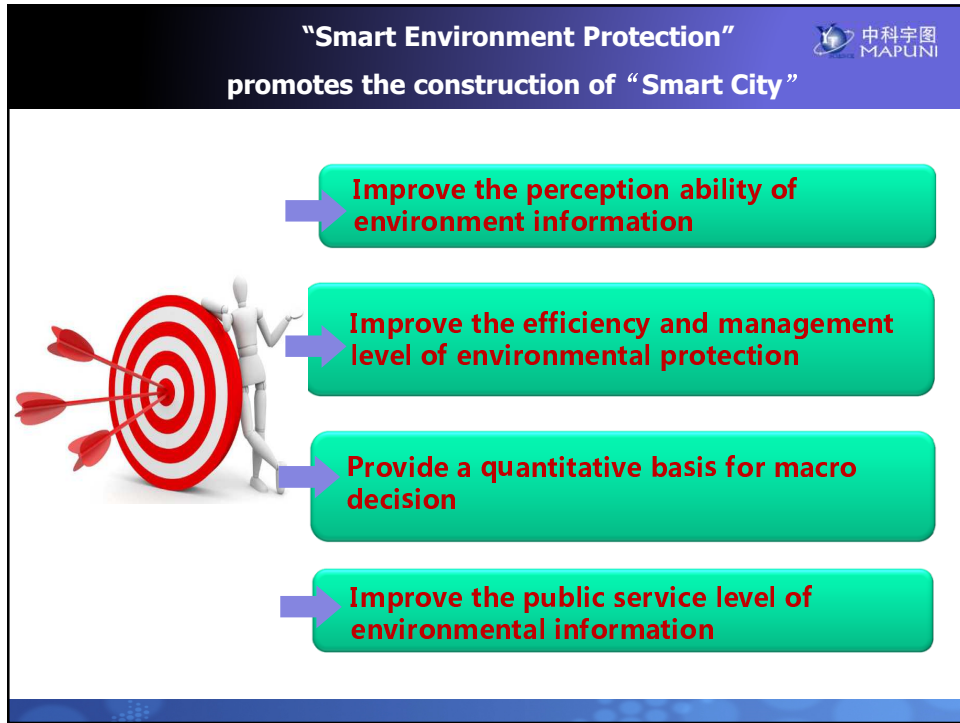 “Smart Environment Protection”
promotes the construction of “Smart City”
中科宇图
MAPUNI
Improve the perception ability of
environment information
Improve the efficiency and management
level of environmental protection
Provide a quantitative basis for macro
decision
Improve the public service level of
environmental information